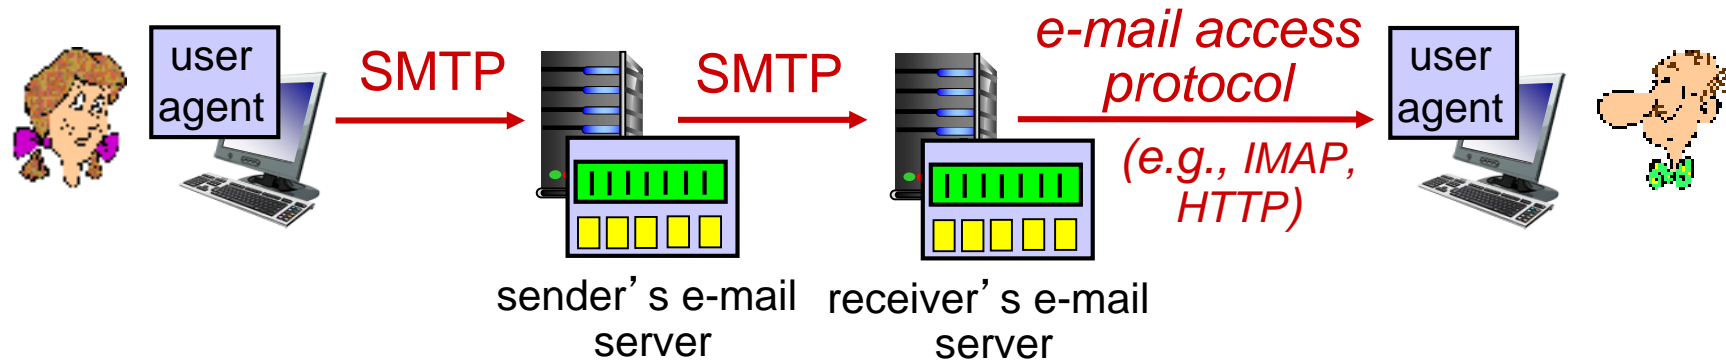 user
agent
SMTP
SMTP
e-mail access
protocol
(e.g., IMAP,
HTTP)
user
agent
sender’s e-mail
server
receiver’s e-mail
server